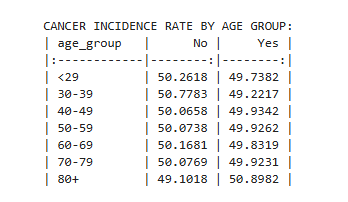 CANCER INCIDENCE RATE BY AGE GROUP:
| age_group | No | Yes |
|:------------|--------:|--------:|
| <29 | 50.2618 | 49.7382 |
| 30-39 | 50.7783 | 49.2217 |
| 40-49 | 50.0658 | 49.9342 |
| 50-59 | 50.0738 | 49.9262 |
| 60-69 | 50.1681 | 49.8319 |
| 70-79 | 50.0769 | 49.9231 |
| 80+ | 49.1018 | 50.8982 |